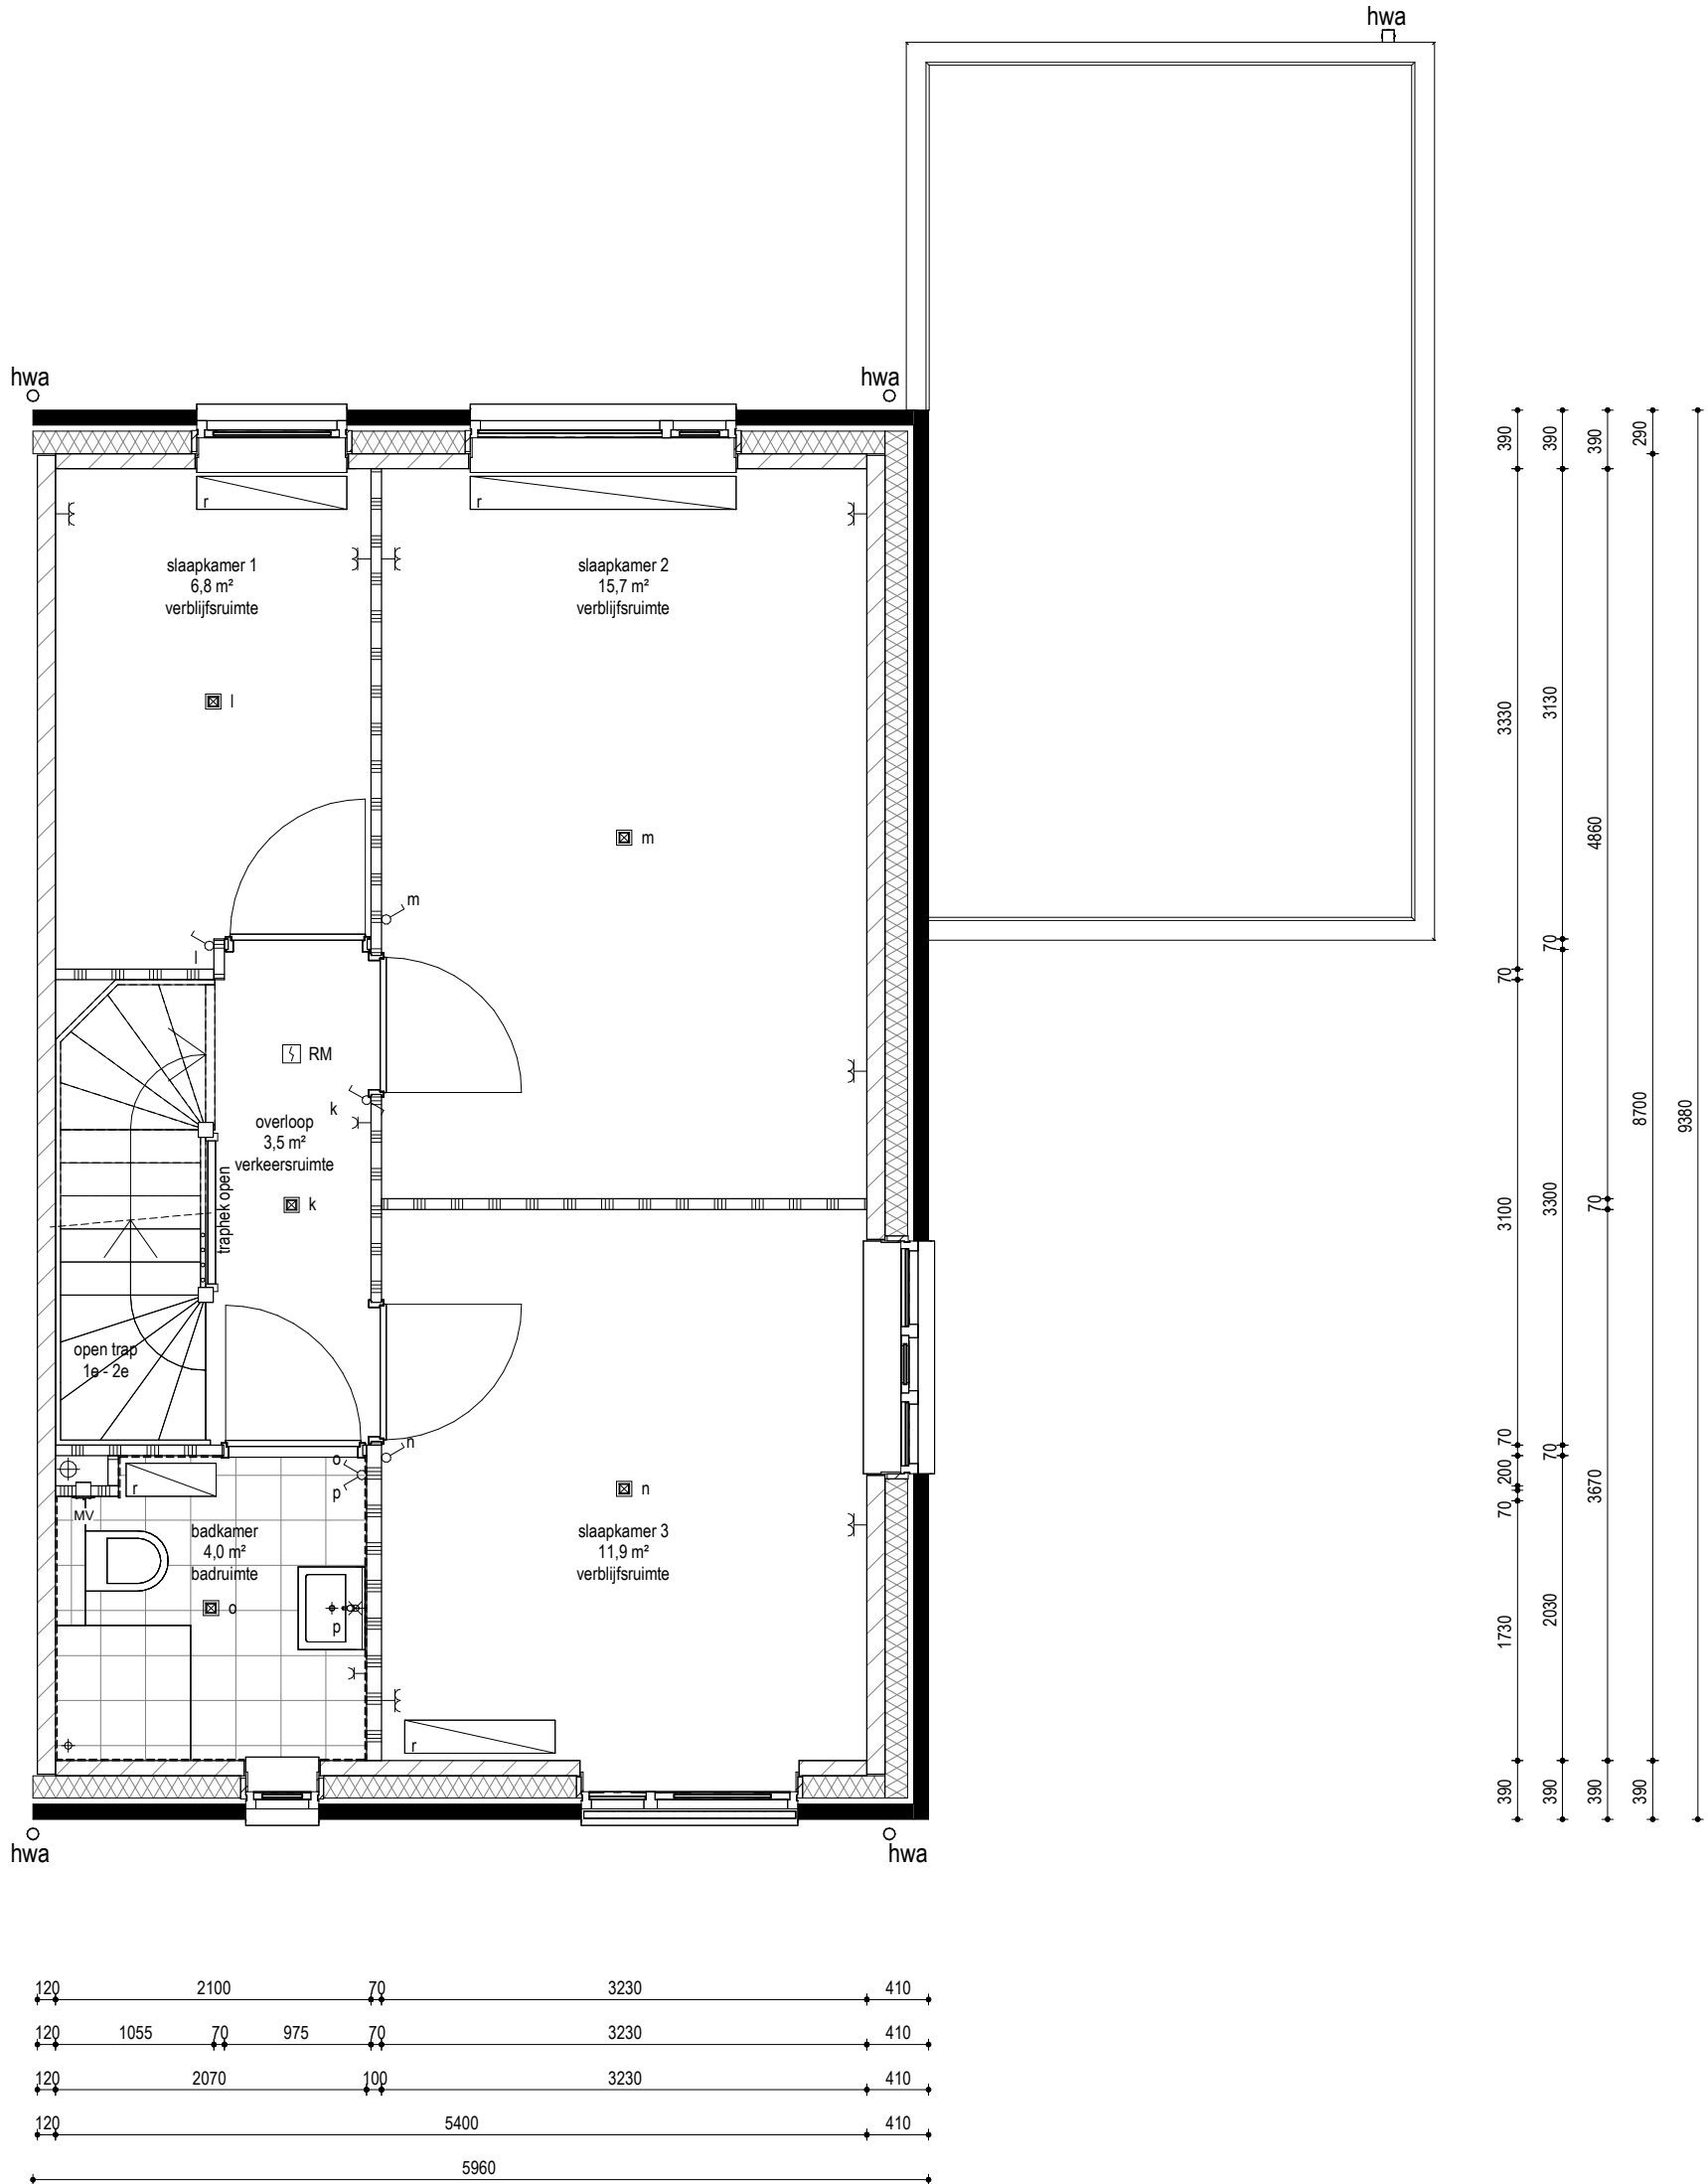 hwa
hwa
hwa
r
r
slaapkamer 1
6,8 m²
verblijfsruimte
slaapkamer 2
15,7 m²
verblijfsruimte
l
m
m
l
RM
k
overloop
3,5 m²
verkeersruimte
k
traphek open
open trap
1e - 2e
n
o
p
r
MV
badkamer
4,0 m²
badruimte
o
p
n
slaapkamer 3
11,9 m²
verblijfsruimte
r
hwa
hwa
390
3330
70
3100
70
200
70
1730
390
390
3130
70
3300
70
2030
390
390
4860
70
3670
390
290
8700
390
9380
120 2100 70 3230 410
120 1055 70 975 70 3230 410
120 2070 100 3230 410
120 5400 410
5960